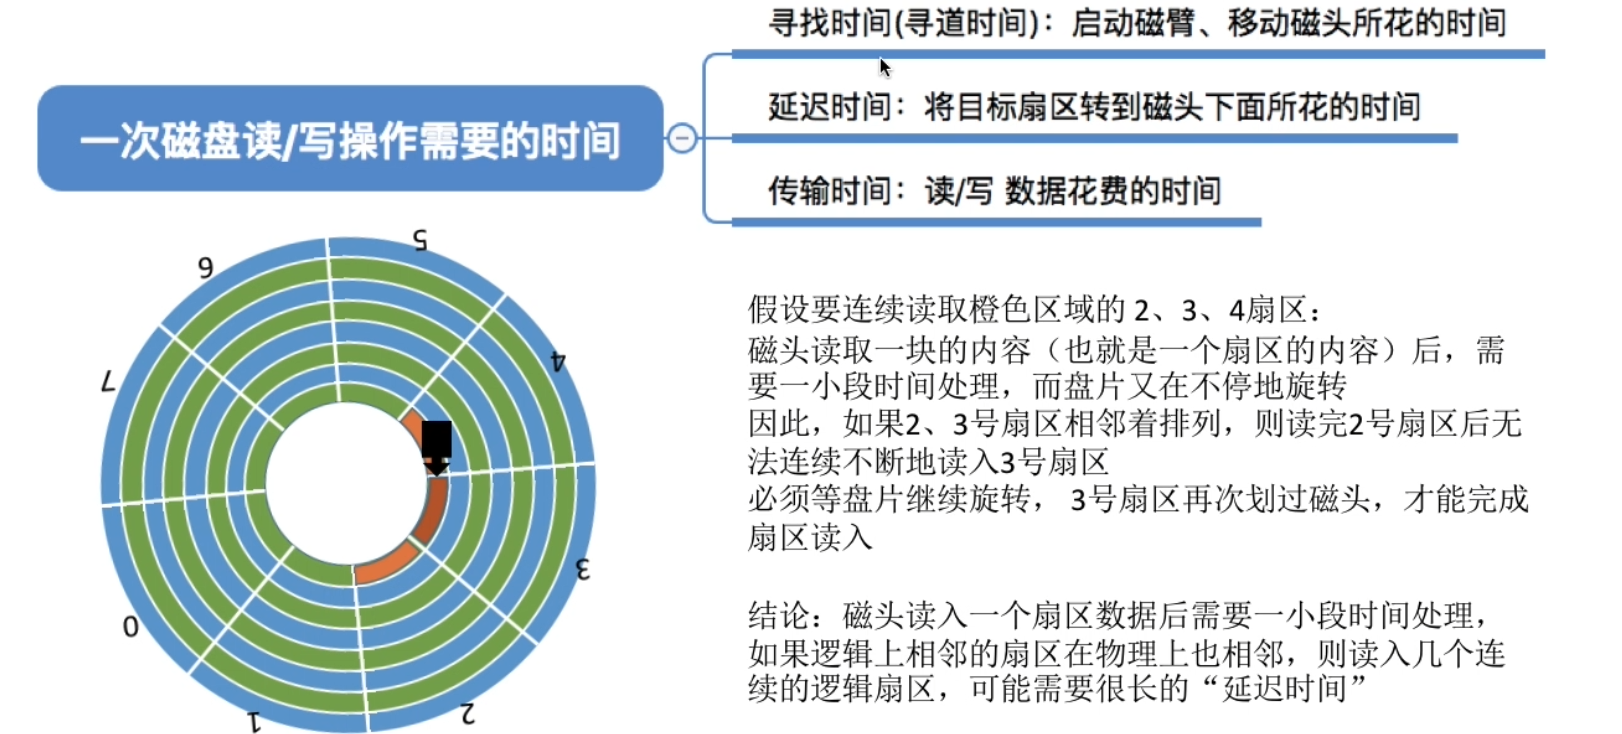 寻找时间(寻道时间)：启动磁臂、移动磁头所花的时间
一次磁盘读/写操作需要的时间
延迟时间：将目标扇区转到磁头下面所花的时间
传输时间：读/写 数据花费的时间
5
6
4
7
3
0
2
1
假设要连续读取橙色区域的 2、3、4扇区：
磁头读取一块的内容（也就是一个扇区的内容）后，需
要一小段时间处理，而盘片又在不停地旋转
因此，如果2、3号扇区相邻着排列，则读完2号扇区后无
法连续不断地读入3号扇区
必须等盘片继续旋转， 3号扇区再次划过磁头，才能完成
扇区读入
结论：磁头读入一个扇区数据后需要一小段时间处理，
如果逻辑上相邻的扇区在物理上也相邻，则读入几个连
续的逻辑扇区，可能需要很长的“延迟时间”